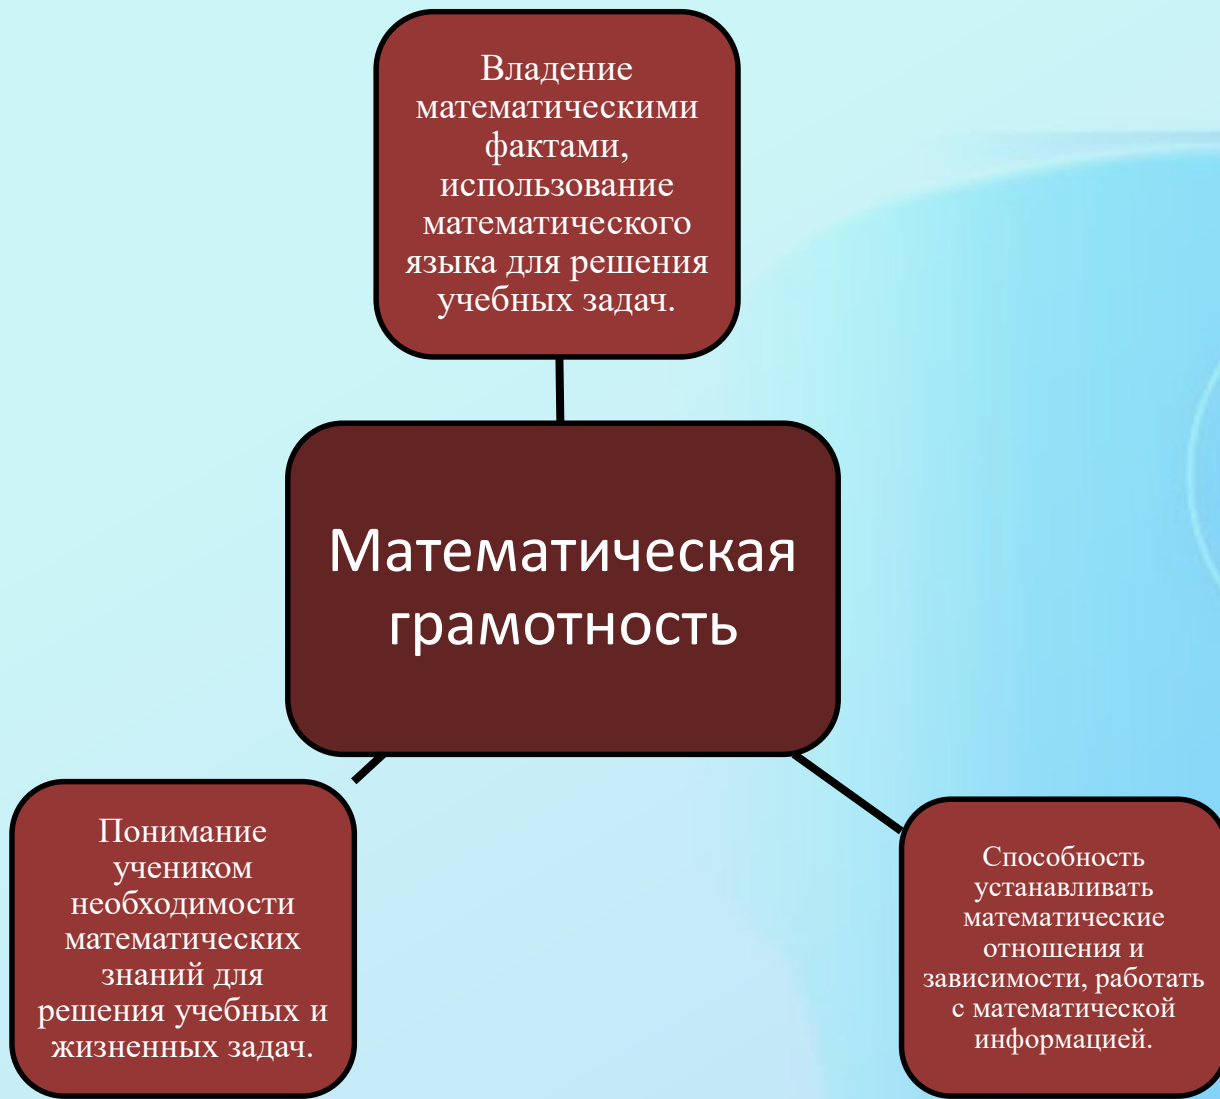 Владение
математическими
фактами,
использование
математического
языка для решения
учебных задач.
Математическая
грамотность
Понимание
учеником
необходимости
математических
знаний для
решения учебных и
жизненных задач.
Способность
устанавливать
математические
отношения и
зависимости, работать
с математической
информацией.